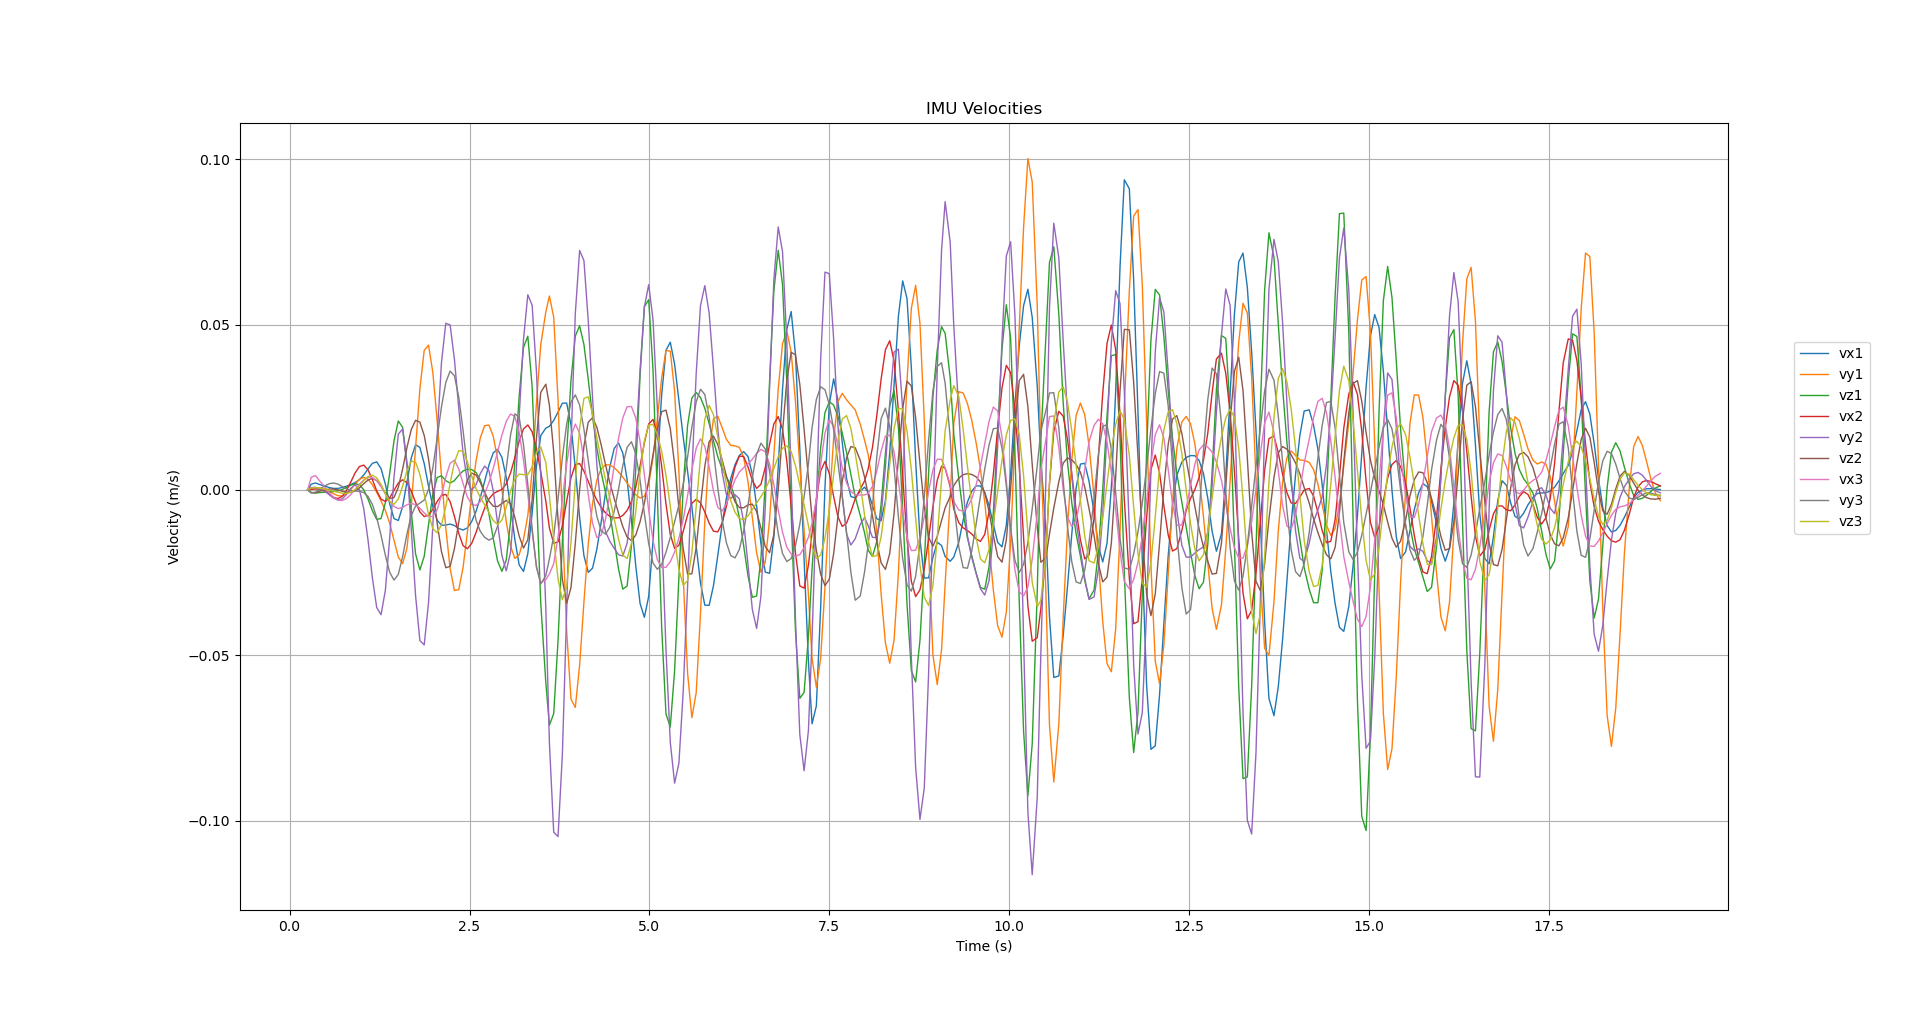 IMU Velocities
Velocity (m/s)
0.10
0.05
0.00
−0.05
−0.10
0.0
2.5
5.0
7.5
10.0
12.5
15.0
17.5
Time (s)
vx1
vy1
vz1
vx2
vy2
vz2
vx3
vy3
vz3